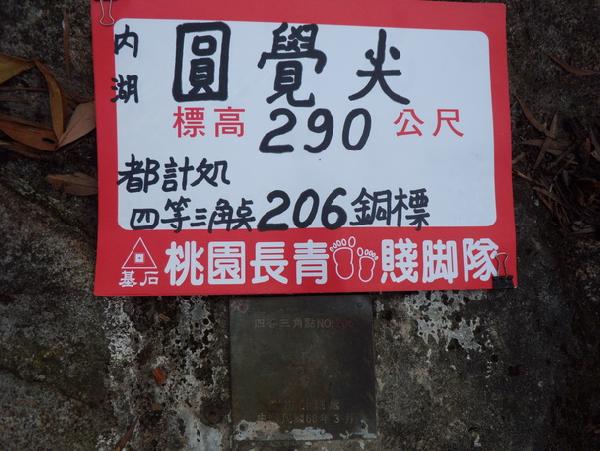 內湖
圓覺尖
標高 290 公尺
都計処
四等三角點 206 銅標
基石 桃園長青 賤脚隊
四等三角點NO:206